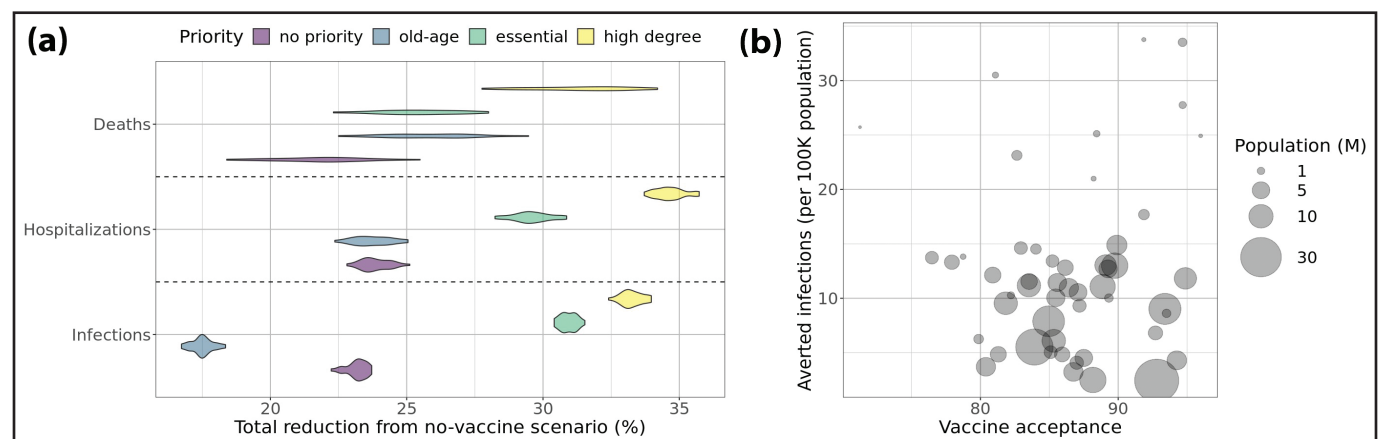 (a)
Priority no priority old-age essential high degree
Deaths
Hospitalizations
Infections
20 25 30 35
Total reduction from no-vaccine scenario (%)
(b)
Averted infections (per 100K population)
30
20
10
80 90
Vaccine acceptance
Population (M)
1
5
10
30